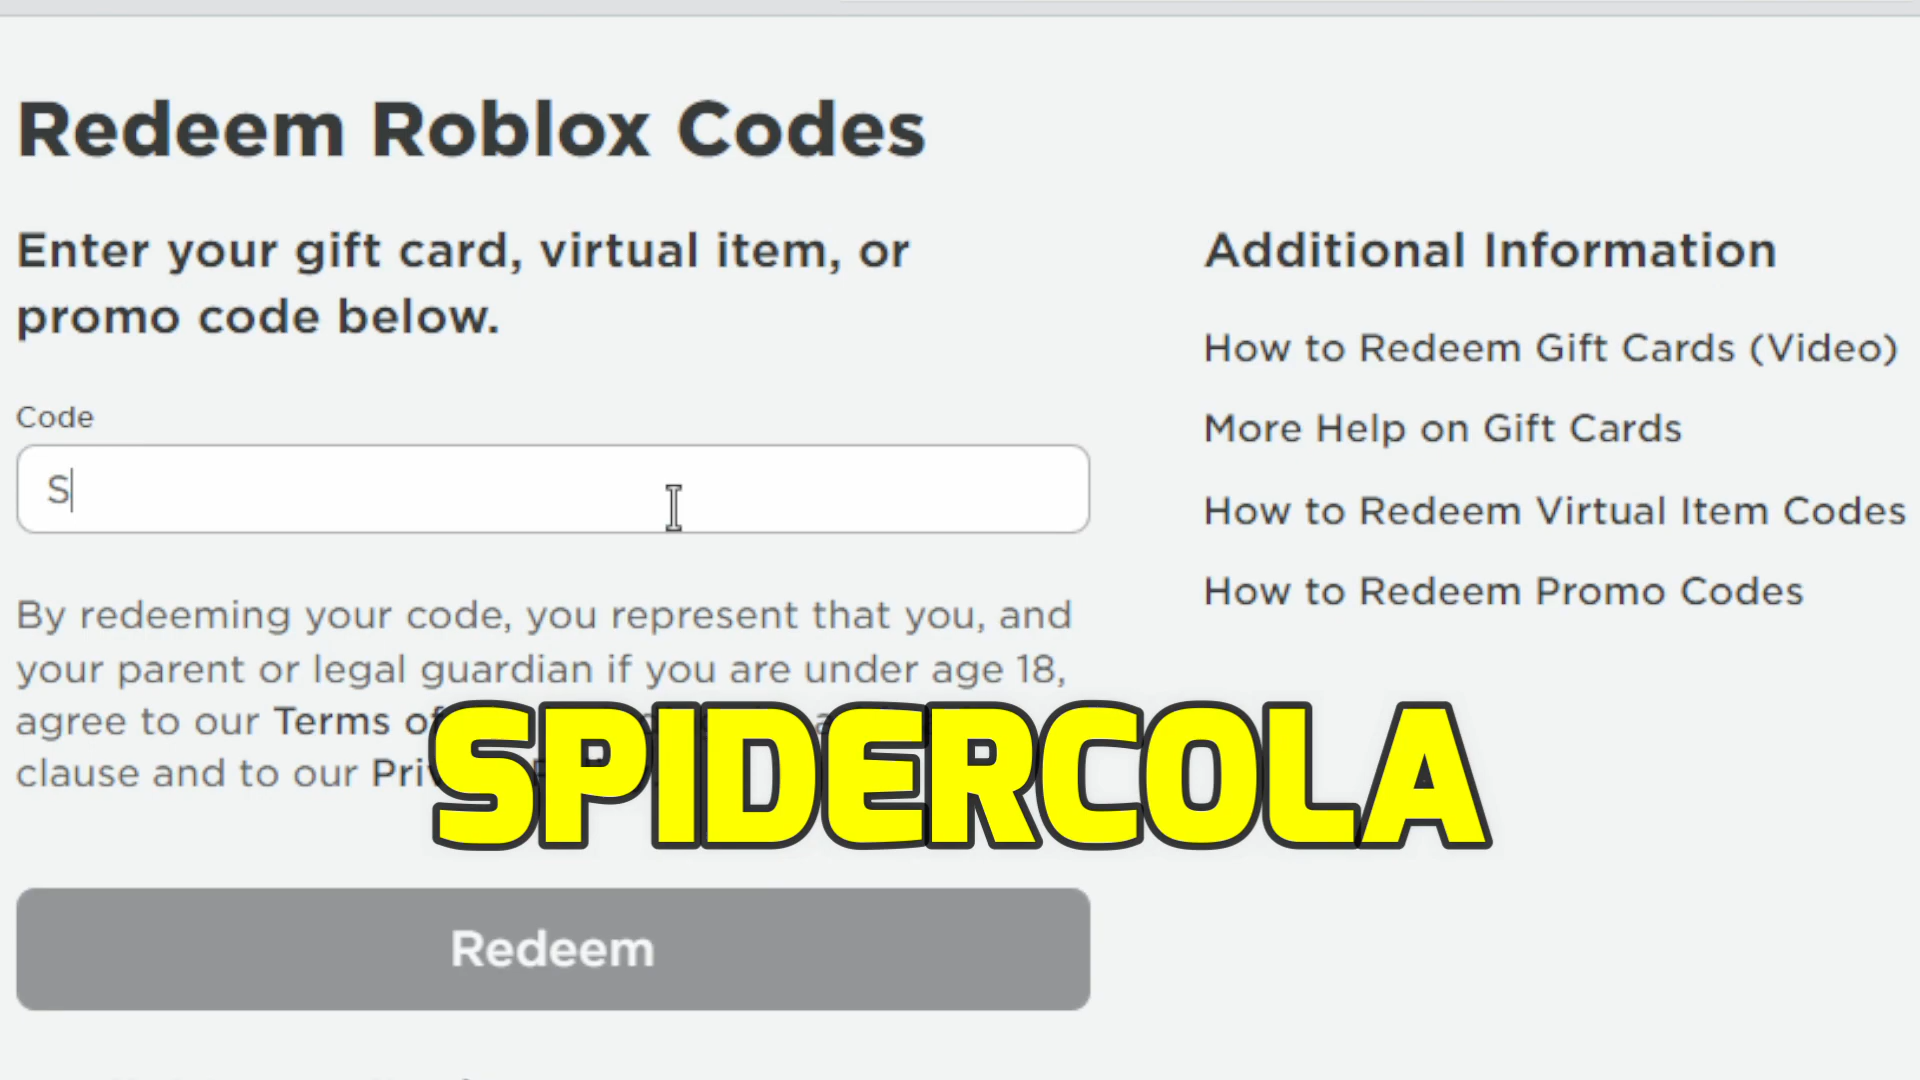 Redeem Roblox Codes
Enter your gift card, virtual item, or
promo code below.
Code
S
By redeeming your code, you represent that you, and
your parent or legal guardian if you are under age 18,
agree to our Terms of
clause and to our
SPIDERCOLA
Redeem
Additional Information
How to Redeem Gift Cards (Video)
More Help on Gift Cards
How to Redeem Virtual Item Codes
How to Redeem Promo Codes